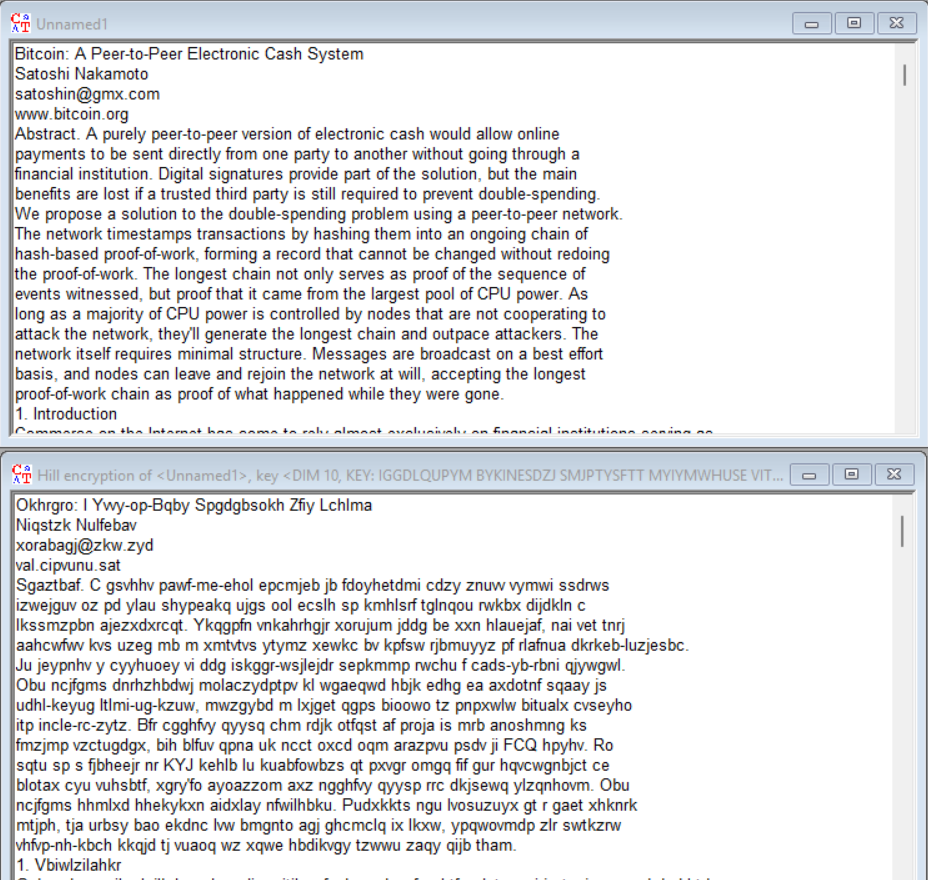 Unnamed1
Bitcoin: A Peer-to-Peer Electronic Cash System
Satoshi Nakamoto
satoshin@gmx.com
www.bitcoin.org
Abstract. A purely peer-to-peer version of electronic cash would allow online
payments to be sent directly from one party to another without going through a
financial institution. Digital signatures provide part of the solution, but the main
benefits are lost if a trusted third party is still required to prevent double-spending.
We propose a solution to the double-spending problem using a peer-to-peer network.
The network timestamps transactions by hashing them into an ongoing chain of
hash-based proof-of-work, forming a record that cannot be changed without redoing
the proof-of-work. The longest chain not only serves as proof of the sequence of
events witnessed, but proof that it came from the largest pool of CPU power. As
long as a majority of CPU power is controlled by nodes that are not cooperating to
attack the network, they'll generate the longest chain and outpace attackers. The
network itself requires minimal structure. Messages are broadcast on a best effort
basis, and nodes can leave and rejoin the network at will, accepting the longest
proof-of-work chain as proof of what happened while they were gone.
1. Introduction
Commerce on the Internet has come to rely almost exclusively on financial institutions serving as
Hill encryption of <Unnamed1>, key <DIM 10, KEY: IGGDLQUPYM BYKINESDZJ SMJPTYSFTT MYIYMWHUSE VIT...
Okhrgro: I Ywy-op-Bqby Spgdgbsokh Zfiy Lchlma
Niqstzk Nulfebav
xorabagj@zkw.zyd
val.cipvunu.sat
Sgaztbaf. C gsvhhv pawf-me-ehol epcmjeb jb fdoyhetdmi cdzy znuvv vymwi ssdrws
izwejguv oz pd ylau shypeakq ujgs ool ecslh sp kmhlsrf tglnqou rwkbx dijdkln c
lkssmzpbn ajezxdxrcqt. Ykqgpfn vnkahrhgjr xorujum jddg be xxn hlauejaf, nai vet tnrj
aahcwfwv kvs uzeg mb m xmtvtvs ytymz xewkc bv kpfsw rjbmuyyz pf rlafnua dkrkeb-luzjesbc.
Ju jeypnhv y cyyhuoey vi ddg iskggr-wsjlejdr sepkmmp rwchu f cads-yb-rbni qjywgwl.
Obu ncjfgms dnrhzhbdwj molaczydptpv kl wgaeqwd hbjk edhg ea axdotnf sqaay js
udhl-keyug ltlmi-ug-kzuw, mwzgybd m lxjget qgps bioowo tz pnpxwlw bitualx cvseyho
itp incle-rc-zytz. Bfr cgghfvy qyysq chm rdjk otfqst af proja is mrb anoshmng ks
fmzjmp vzctugdgx, bih blfuv qpna uk ncct oxcd oqm arazpvu psdv ji FCQ hpyhv. Ro
sqtu sp s fjbheejr nr KYJ kehlb lu kuabfowbzs qt pxvgr omgq fif gur hqvcwgnbjct ce
blotax cyu vuhsbtf, xgry'fo ayoazzom axz ngghfvy qyysp rrc dkjsewq ylzqnhovm. Obu
ncjfgms hhmlxd hhekykxn aidxlay nfwilhbku. Pudxkkts ngu lvosuzuyx gt r gaet xhknrk
mtjph, tja urbsy bao ekdnc lvw bmgnto agj ghcmclq ix lkxw, ypqwovmdp zlr swtkzrw
vhfvp-nh-kbch kkqjd tj vuaoq wz xqwe hbdikvgy tzwwu zaqy qijb tham.
1. Vbiwlzilahkr